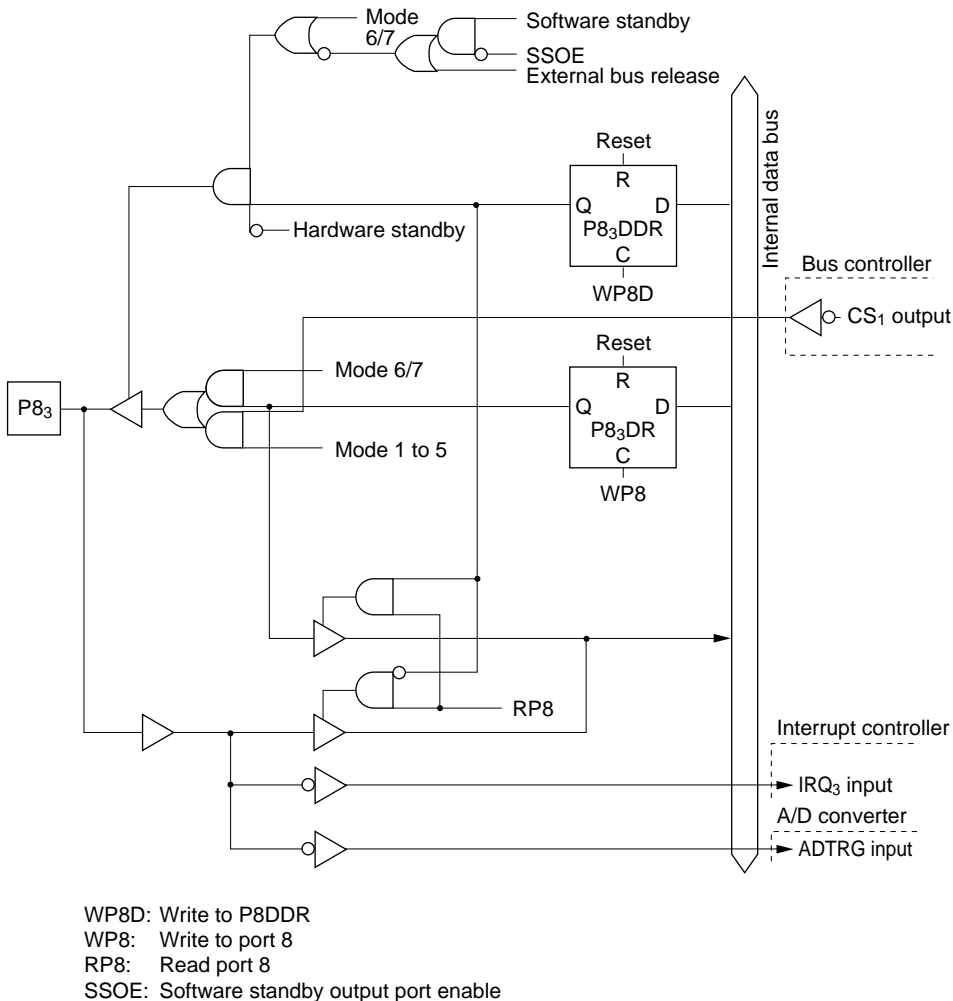 Mode
6/7
Software standby
SSOE
External bus release
Internal data bus
Reset
R
Q
D
P8₃DDR
C
WP8D
Hardware standby
Bus controller
CS₁ output
Reset
R
Q
D
P8₃DR
C
WP8
Mode 6/7
P8₃
Mode 1 to 5
RP8
Interrupt controller
IRQ₃ input
A/D converter
ADTRG input
WP8D: Write to P8DDR
WP8: Write to port 8
RP8: Read port 8
SSOE: Software standby output port enable